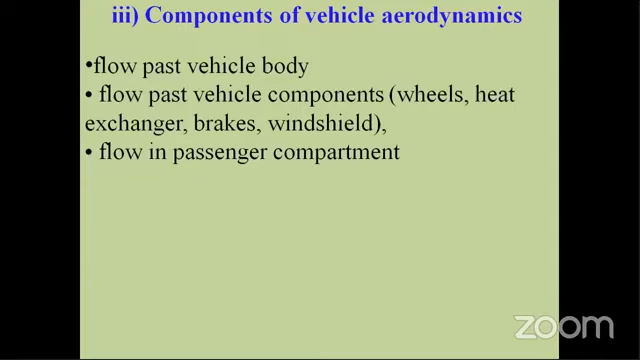 iii) Components of vehicle aerodynamics
•flow past vehicle body
• flow past vehicle components (wheels, heat
exchanger, brakes, windshield),
• flow in passenger compartment
zoom